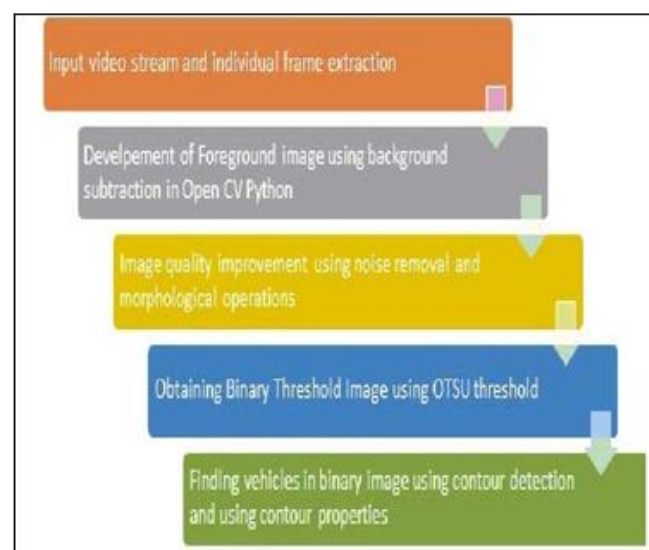 Input video stream and individual frame extraction
Develpement of Foreground image using background
subtraction in Open CV Python
Image quality improvement using noise removal and
morphological operations
Obtaining Binary Threshold Image using OTSU threshold
Finding vehicles in binary image using contour detection
and using contour properties